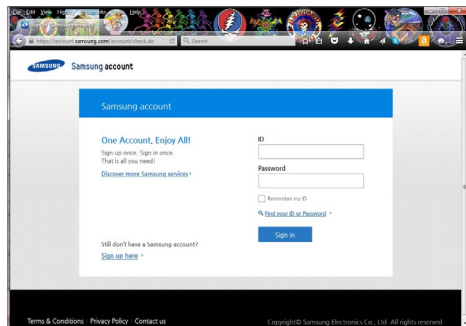 File Edit View History Bookmarks Tools Help
https://account.samsung.com/account/check.do
Search
SAMSUNG Samsung account
Samsung account
One Account, Enjoy All!
Sign up once, Sign in once.
That is all you need!
Discover more Samsung services
Still don't have a Samsung account?
Sign up here
ID
Password
Remember my ID
Find your ID or Password
Sign in
Terms & Conditions Privacy Policy Contact us
Copyright© Samsung Electronics Co., Ltd. All rights reserved